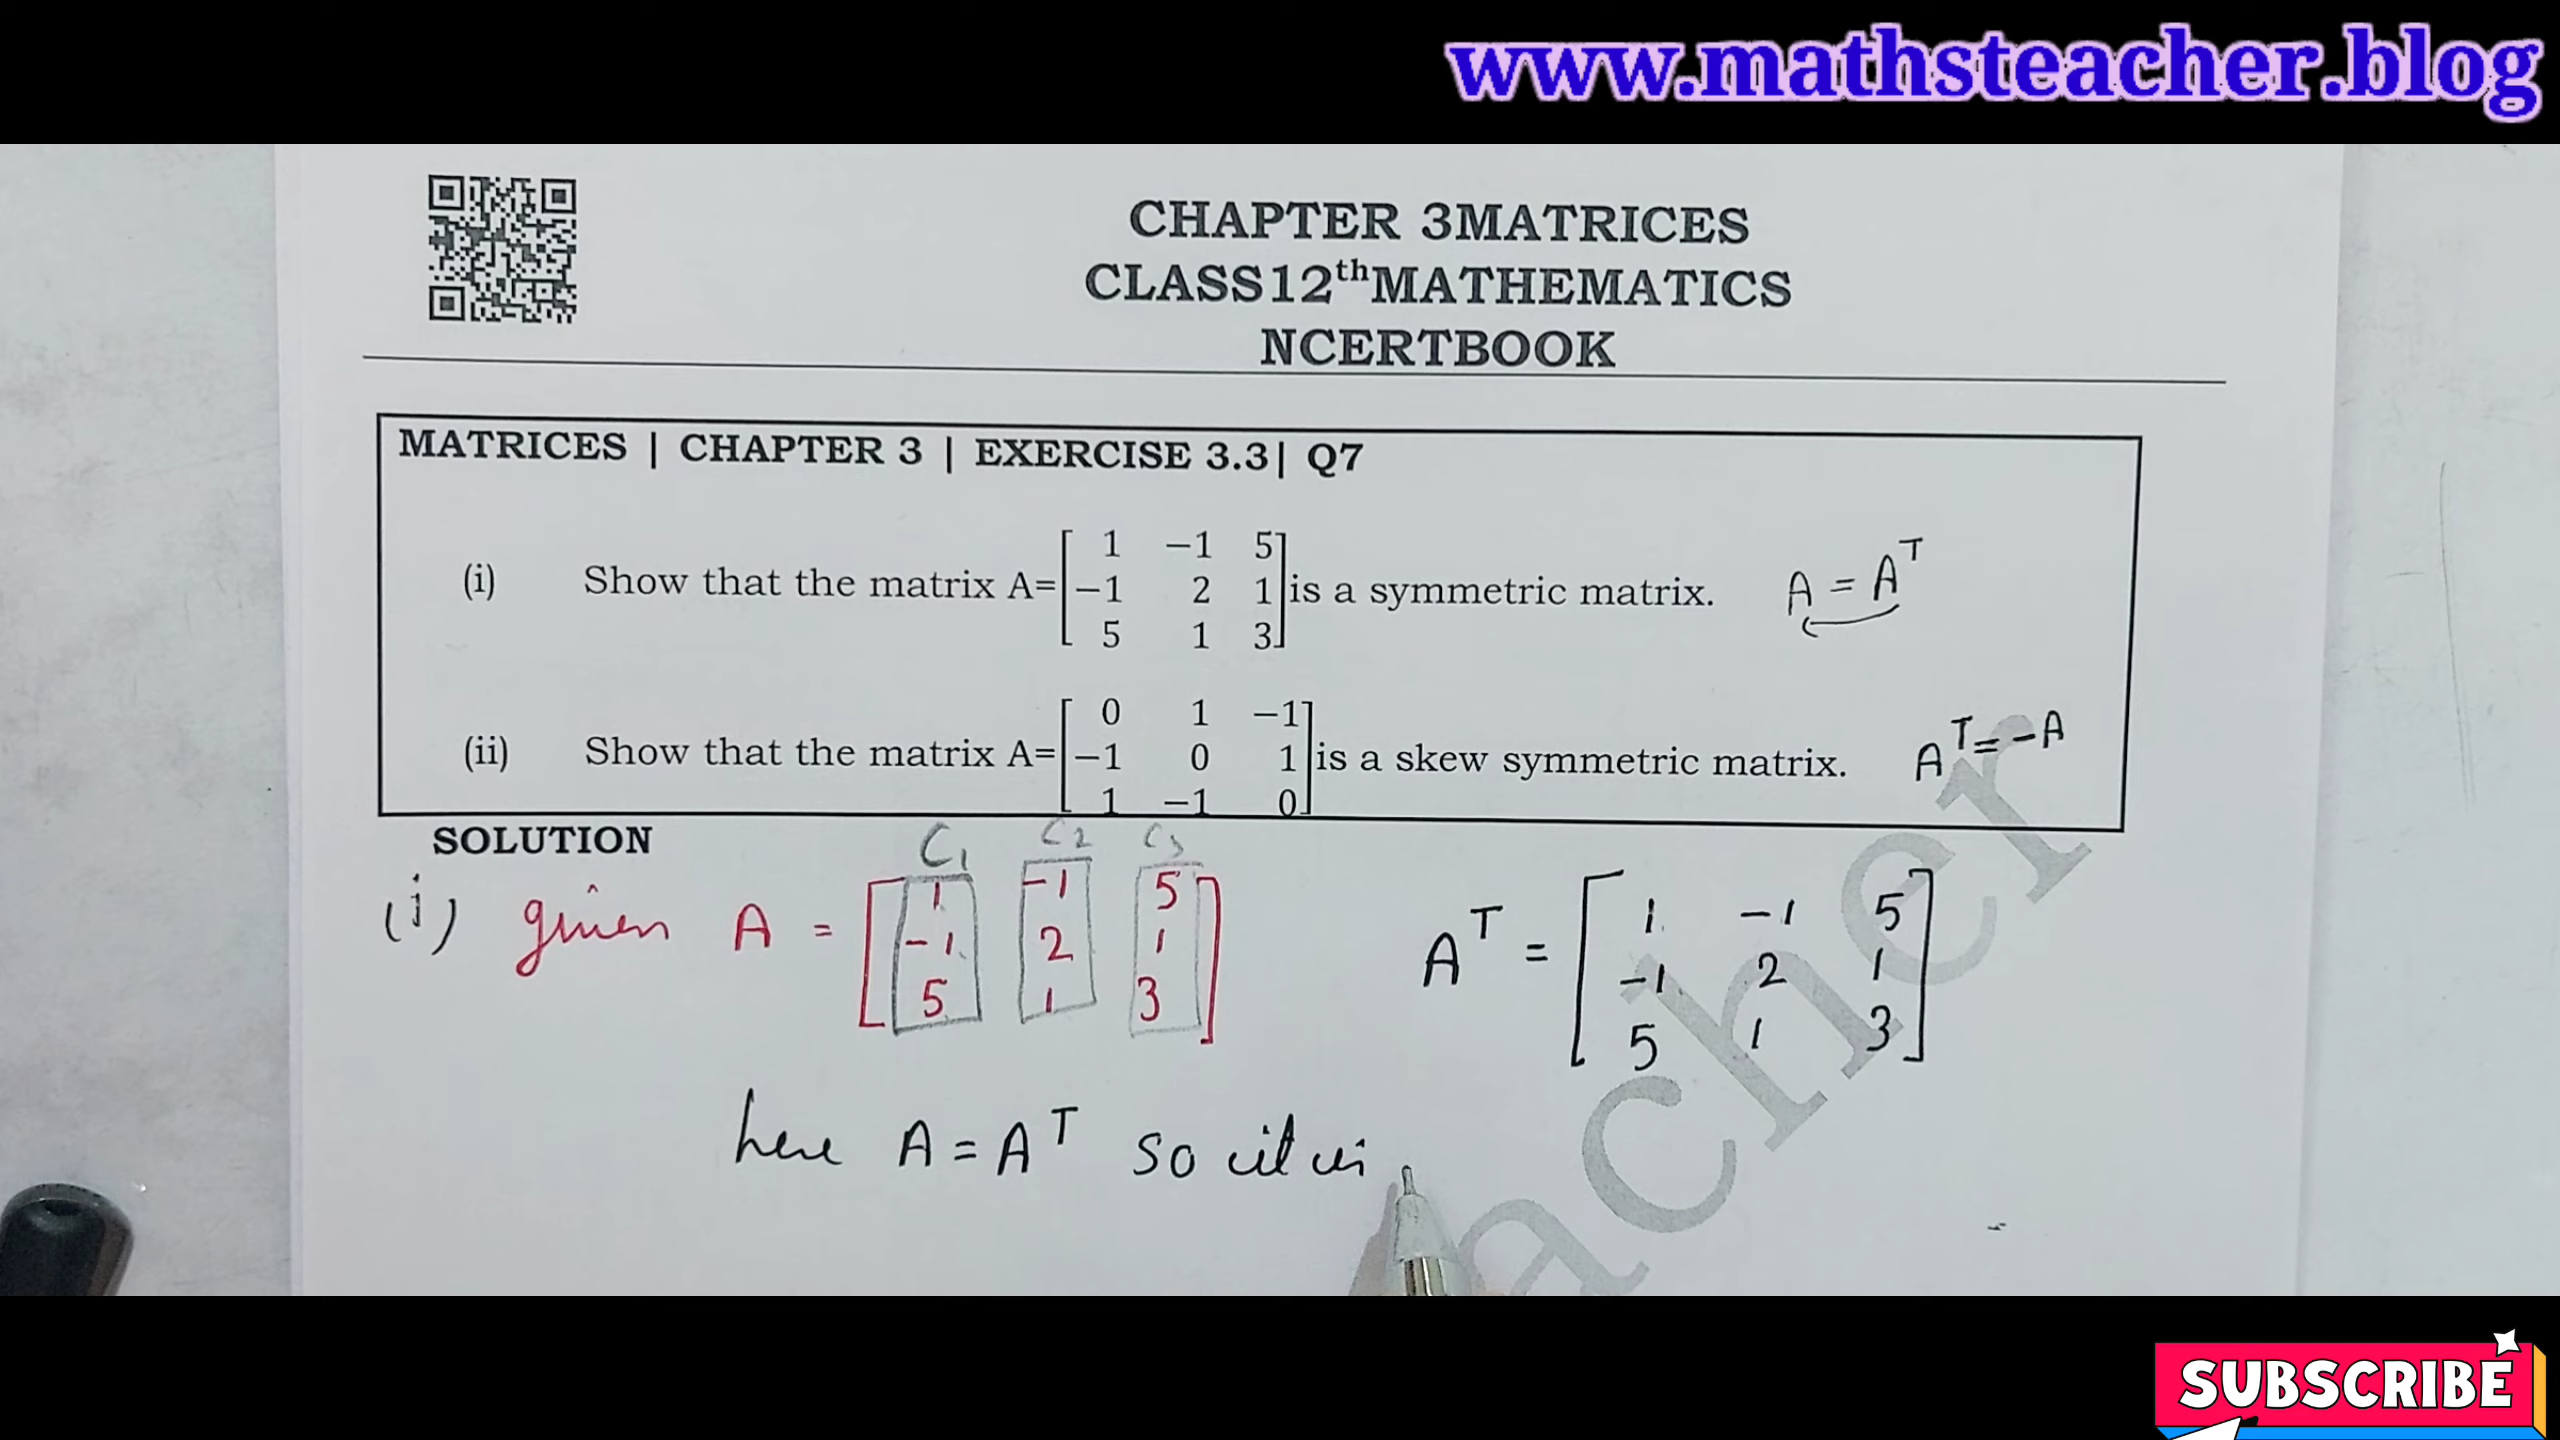 www.mathsteacher.blog
CHAPTER 3MATRICES
CLASS12thMATHEMATICS
NCERTBOOK
MATRICES | CHAPTER 3 | EXERCISE 3.3| Q7
(i) Show that the matrix A=[1 −1 5
−1 2 1
5 1 3] is a symmetric matrix. A = A^T
(ii) Show that the matrix A=[0 1 −1
−1 0 1
1 −1 0] is a skew symmetric matrix. A^T = -A
SOLUTION
C1 C2 C3
(i) given A = [1 -1 5
-1 2 1
5 1 3]
A^T = [1 -1 5
-1 2 1
5 1 3]
here A = A^T so it is
acher
SUBSCRIBE